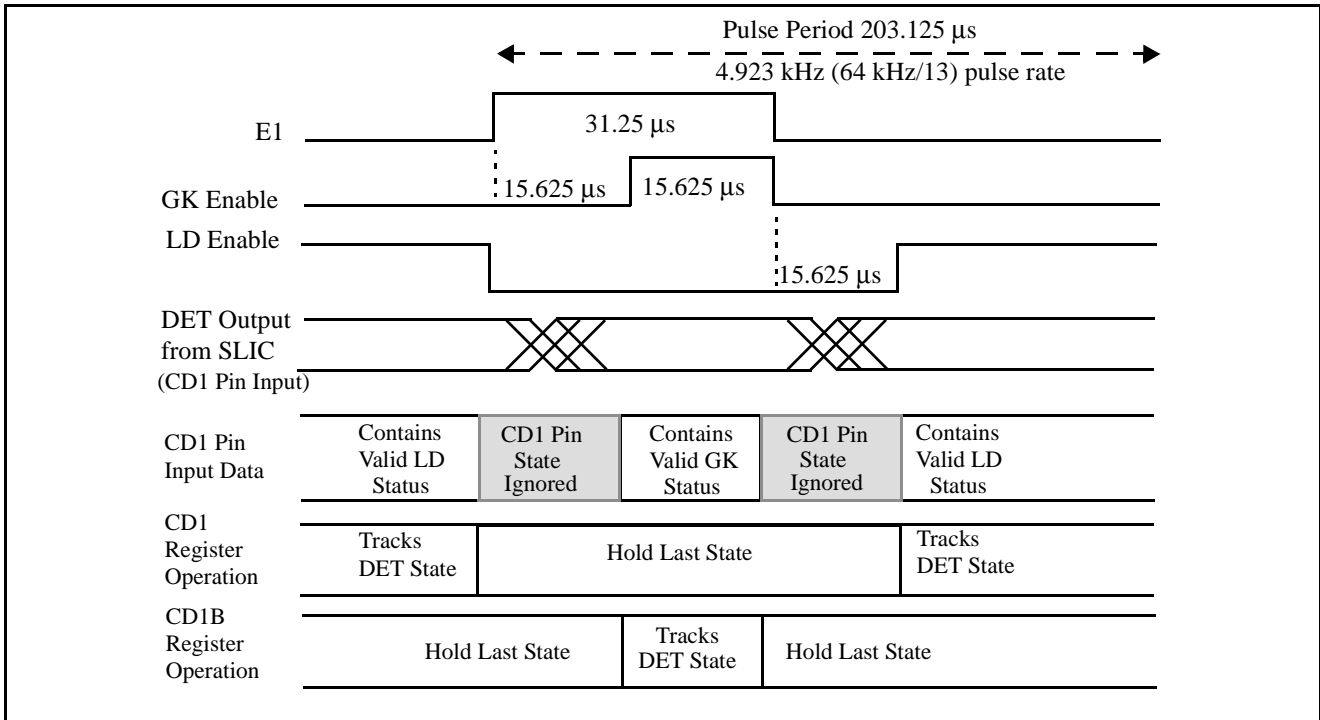 Pulse Period 203.125 µs
4.923 kHz (64 kHz/13) pulse rate
E1
31.25 µs
GK Enable
15.625 µs
15.625 µs
LD Enable
15.625 µs
DET Output
from SLIC
(CD1 Pin Input)
CD1 Pin
Input Data
Contains
Valid LD
Status
CD1 Pin
State
Ignored
Contains
Valid GK
Status
CD1 Pin
State
Ignored
Contains
Valid LD
Status
CD1
Register
Operation
Tracks
DET State
Hold Last State
Tracks
DET State
CD1B
Register
Operation
Hold Last State
Tracks
DET State
Hold Last State